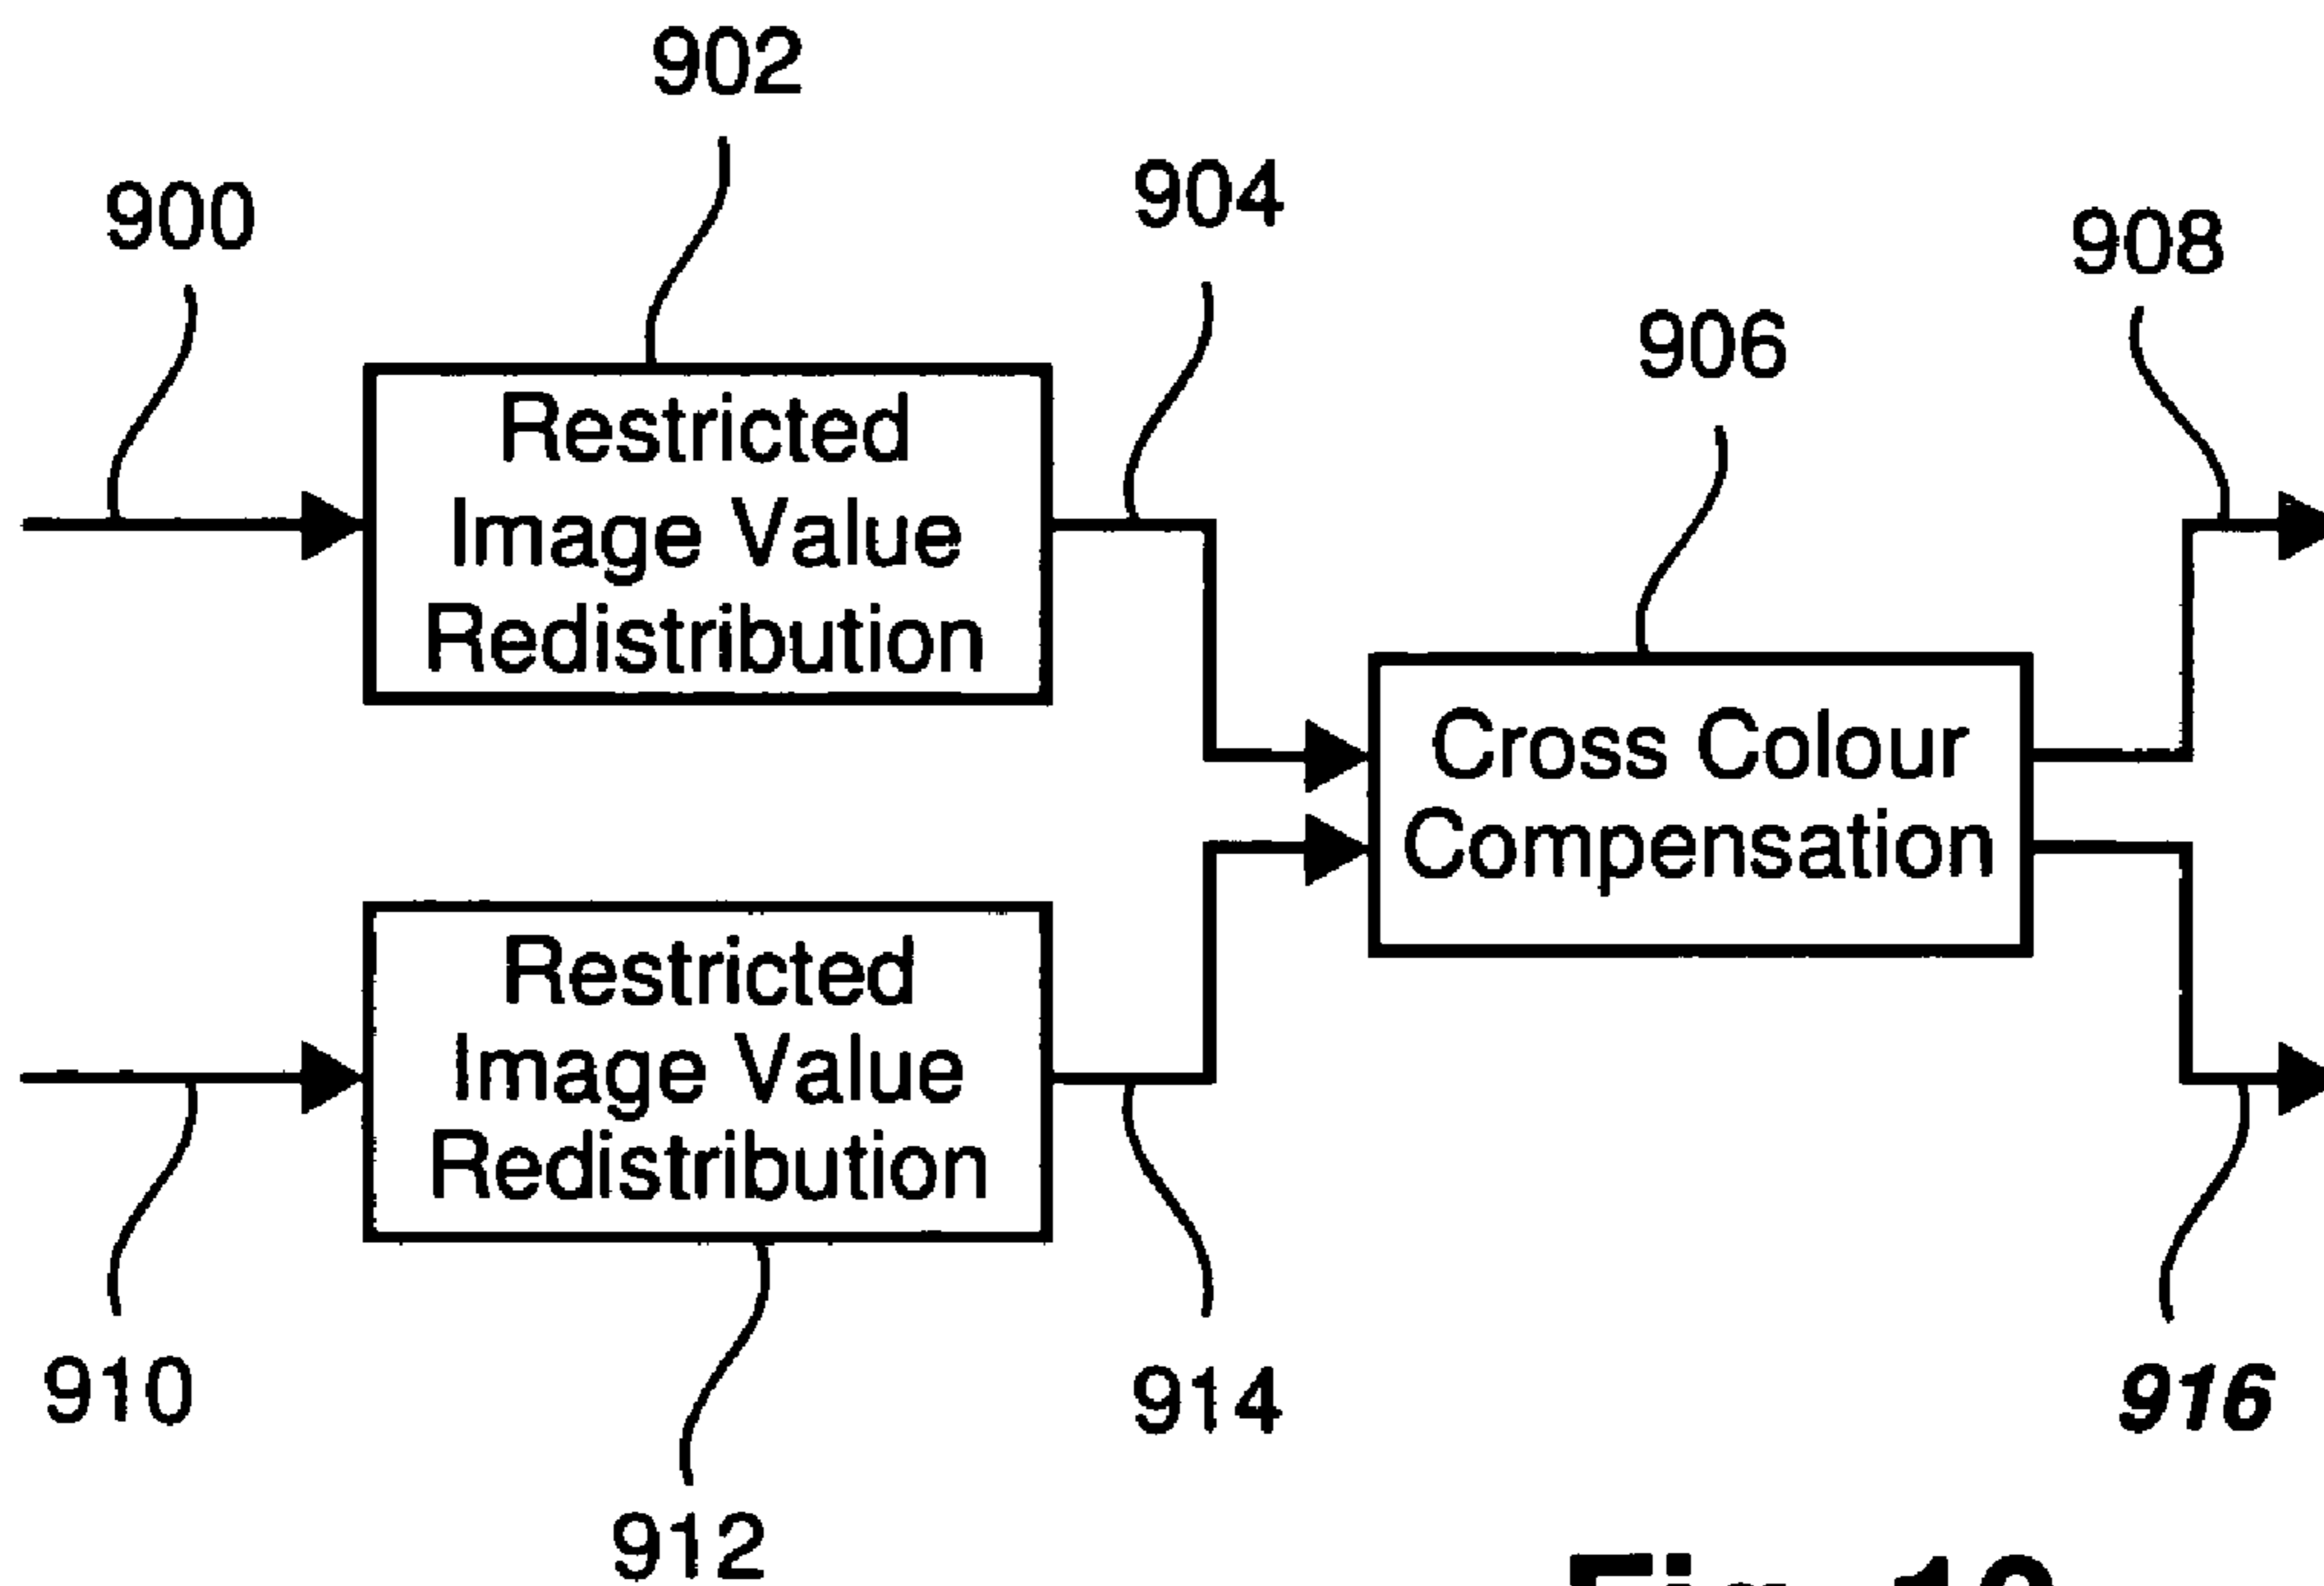 902
900
904
908
906
Restricted
Image Value
Redistribution
Cross Colour
Compensation
Restricted
Image Value
Redistribution
910
914
916
912